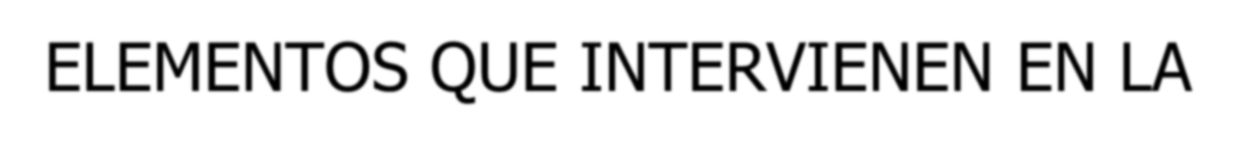 ELEMENTOS QUE INTERVIENEN EN LA